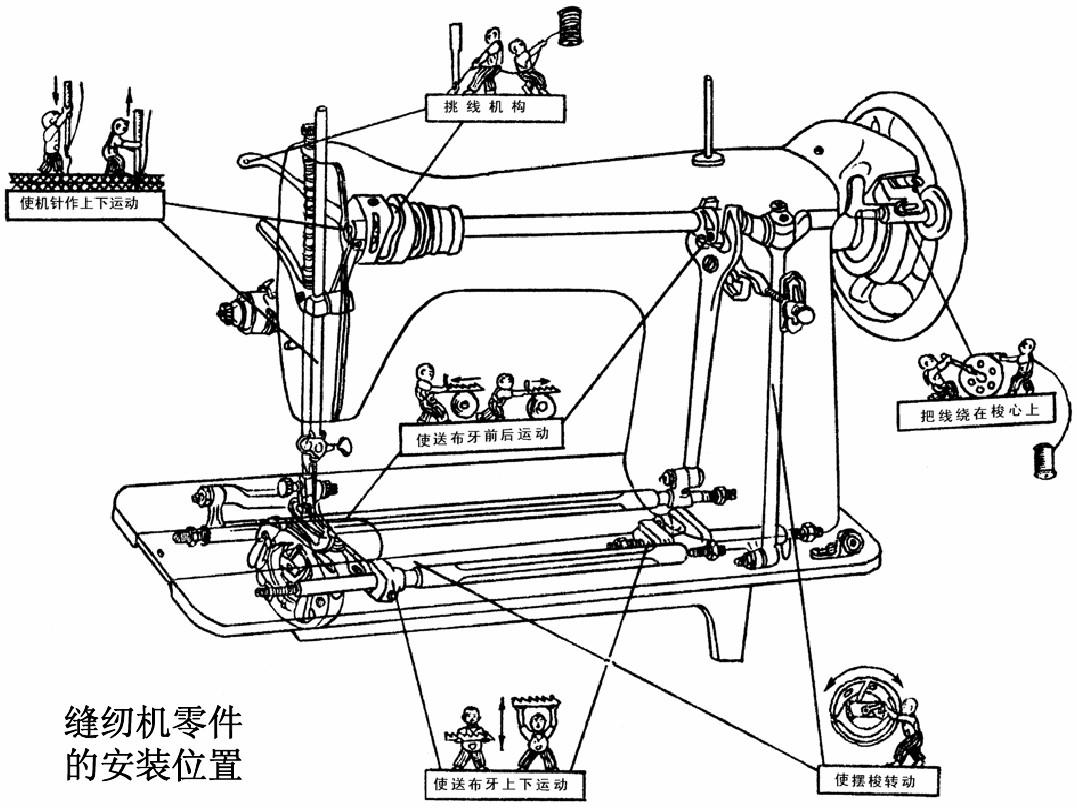 挑线机构
使机针作上下运动
把线绕在梭心上
使送布牙前后运动
缝纫机零件
的安装位置
使送布牙上下运动
使摆梭转动